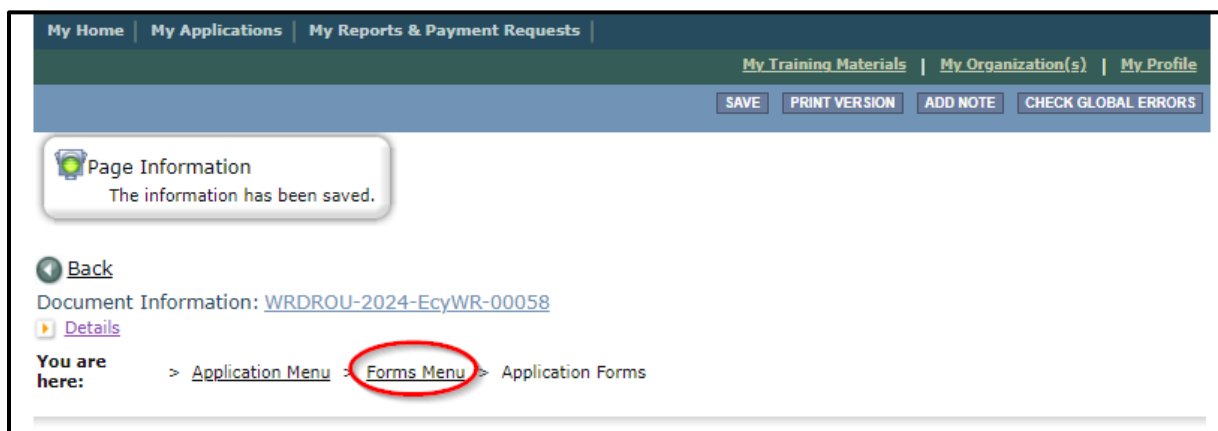 My Home | My Applications | My Reports & Payment Requests |
My Training Materials | My Organization(s) | My Profile
SAVE PRINT VERSION ADD NOTE CHECK GLOBAL ERRORS
Page Information
The information has been saved.
Back
Document Information: WRDROU-2024-EcyWR-00058
Details
You are here: > Application Menu > Forms Menu > Application Forms